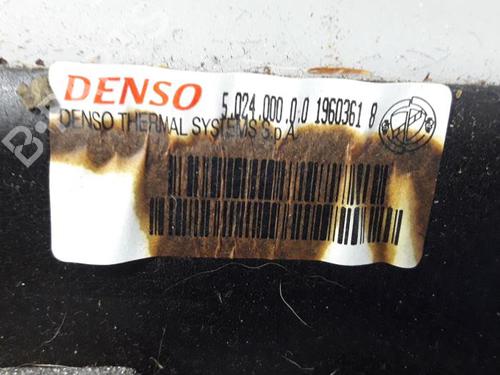 DENSO 5 024 000 0.0 1960361 8
DENSO THERMAL SYSTEMS S.p.A.